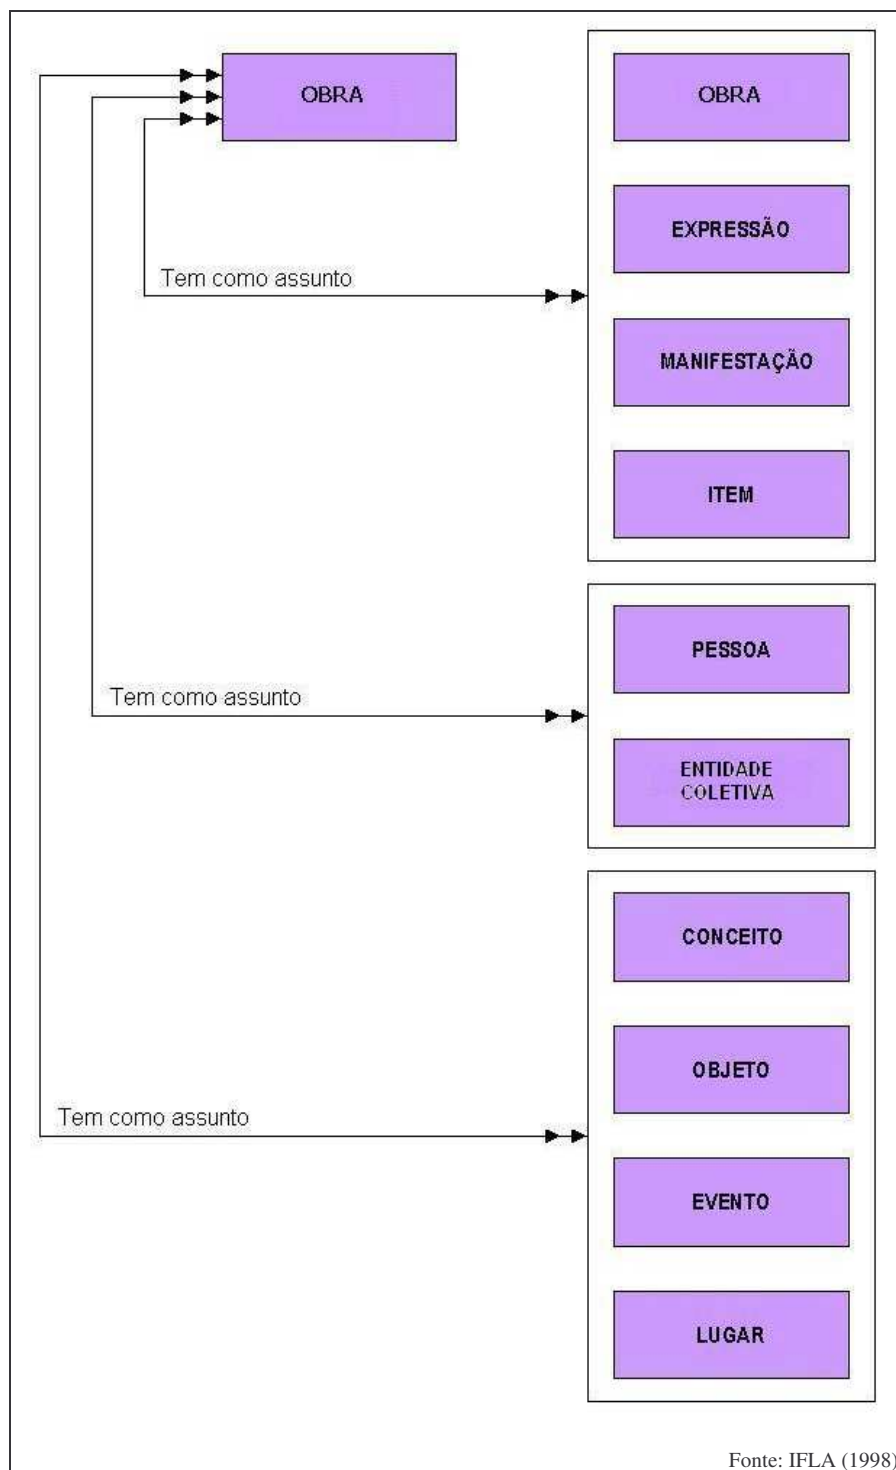 OBRA
OBRA
EXPRESSÃO
Tem como assunto
MANIFESTAÇÃO
ITEM
PESSOA
Tem como assunto
ENTIDADE
COLETIVA
CONCEITO
OBJETO
Tem como assunto
EVENTO
LUGAR
Fonte: IFLA (1998)